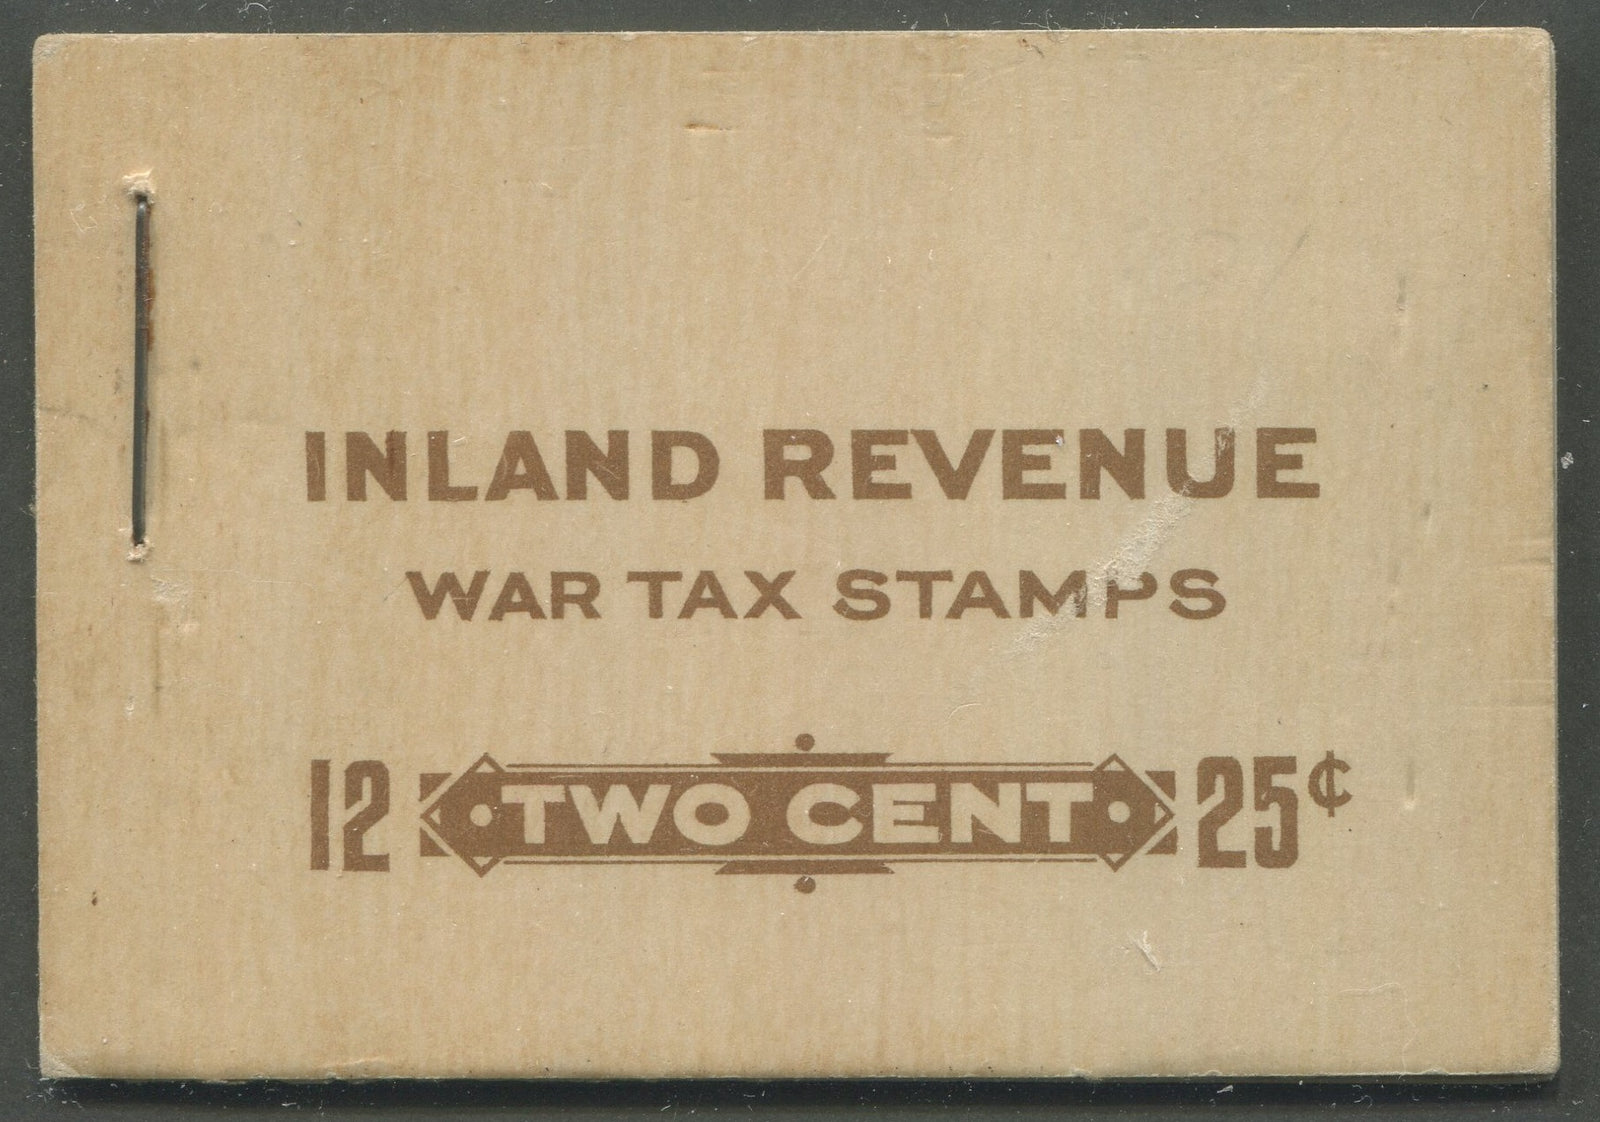 INLAND REVENUE
WAR TAX STAMPS
12 TWO CENT 25¢